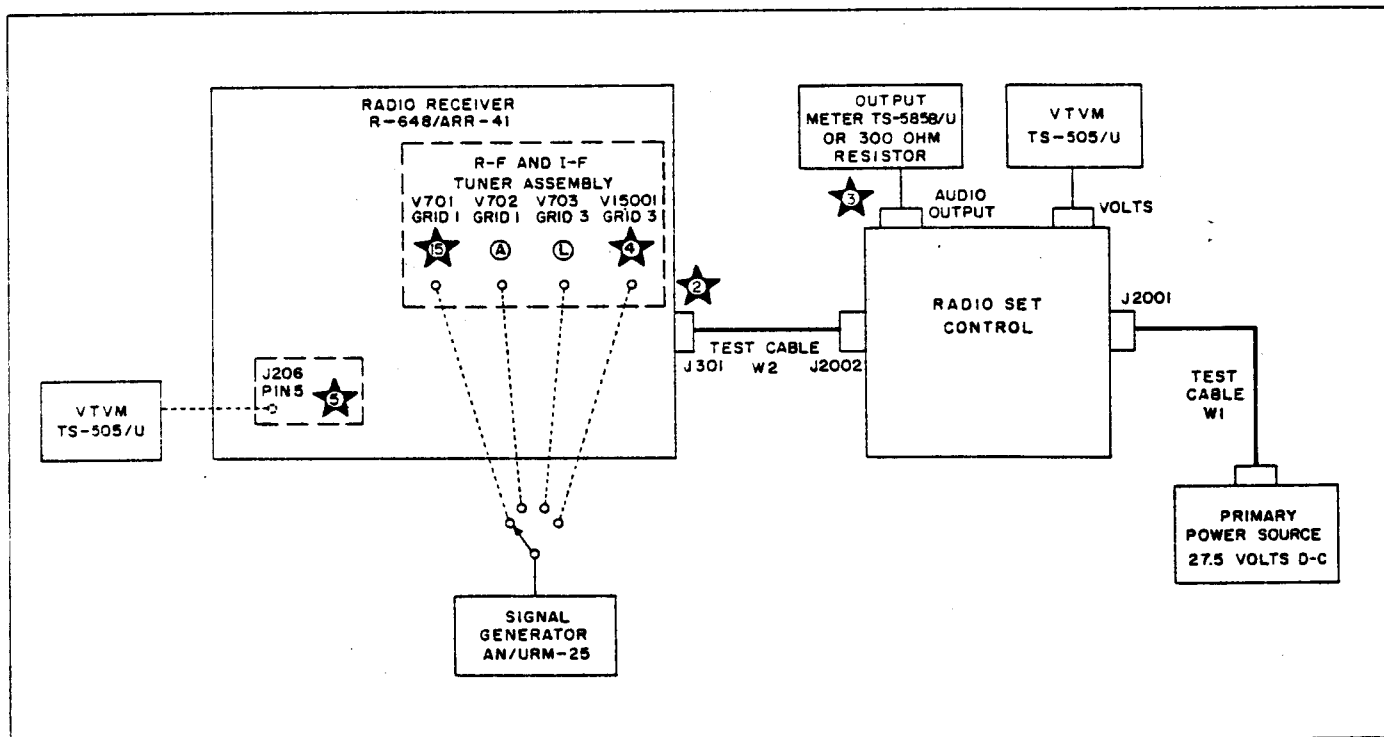 RADIO RECEIVER
R-648/ARR-41
R-F AND I-F
TUNER ASSEMBLY
V701 V702 V703 V15001
GRID 1 GRID 1 GRID 3 GRID 3
15 A L 4
J206
PIN 5
5
VTVM
TS-505/U
SIGNAL
GENERATOR
AN/URM-25
2
J301
TEST CABLE
W2
J2002
OUTPUT
METER TS-585B/U
OR 300 OHM
RESISTOR
3
AUDIO
OUTPUT
VTVM
TS-505/U
VOLTS
RADIO SET
CONTROL
J2001
TEST
CABLE
W1
PRIMARY
POWER SOURCE
27.5 VOLTS D-C